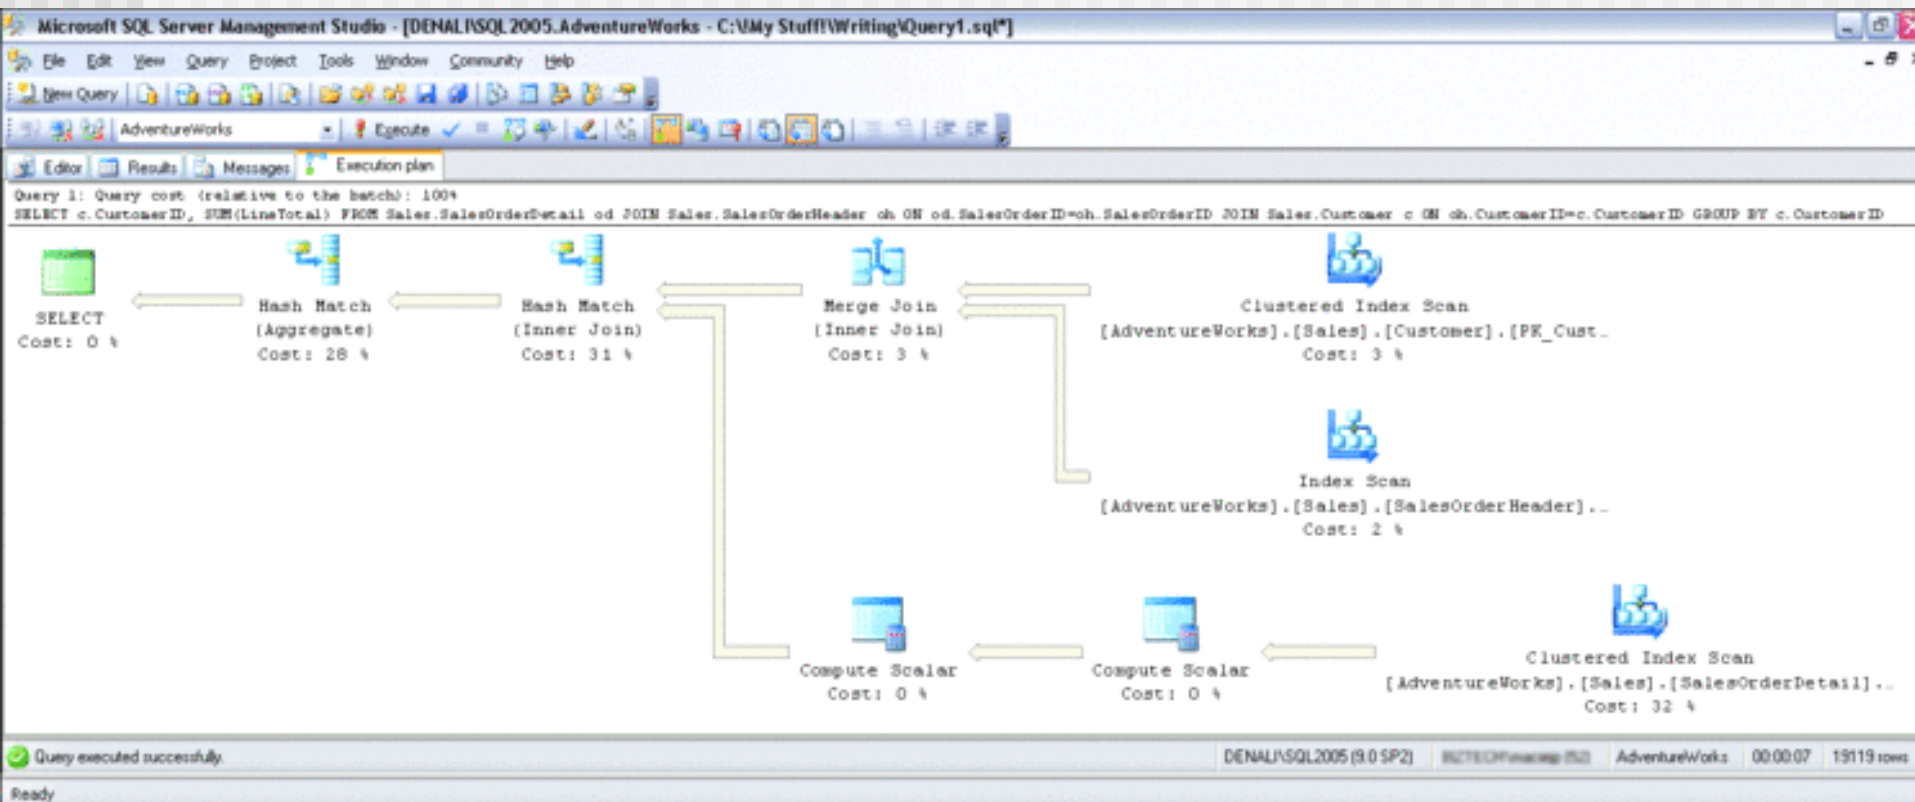 Microsoft SQL Server Management Studio - [DENALI\SQL2005.AdventureWorks - C:\!My Stuff!\Writing\Query1.sql*]
File Edit View Query Project Tools Window Community Help
New Query
AdventureWorks Execute
Editor Results Messages Execution plan
Query 1: Query cost (relative to the batch): 100%
SELECT c.CustomerID, SUM(LineTotal) FROM Sales.SalesOrderDetail od JOIN Sales.SalesOrderHeader oh ON od.SalesOrderID=oh.SalesOrderID JOIN Sales.Customer c ON oh.CustomerID=c.CustomerID GROUP BY c.CustomerID
SELECT
Cost: 0 %
Hash Match
(Aggregate)
Cost: 28 %
Hash Match
(Inner Join)
Cost: 31 %
Merge Join
(Inner Join)
Cost: 3 %
Clustered Index Scan
[AdventureWorks].[Sales].[Customer].[PK_Cust…
Cost: 3 %
Index Scan
[AdventureWorks].[Sales].[SalesOrderHeader]…
Cost: 2 %
Compute Scalar
Cost: 0 %
Compute Scalar
Cost: 0 %
Clustered Index Scan
[AdventureWorks].[Sales].[SalesOrderDetail]…
Cost: 32 %
Query executed successfully. DENALI\SQL2005 (9.0 SP2) AdventureWorks 00:00:07 19119 rows
Ready